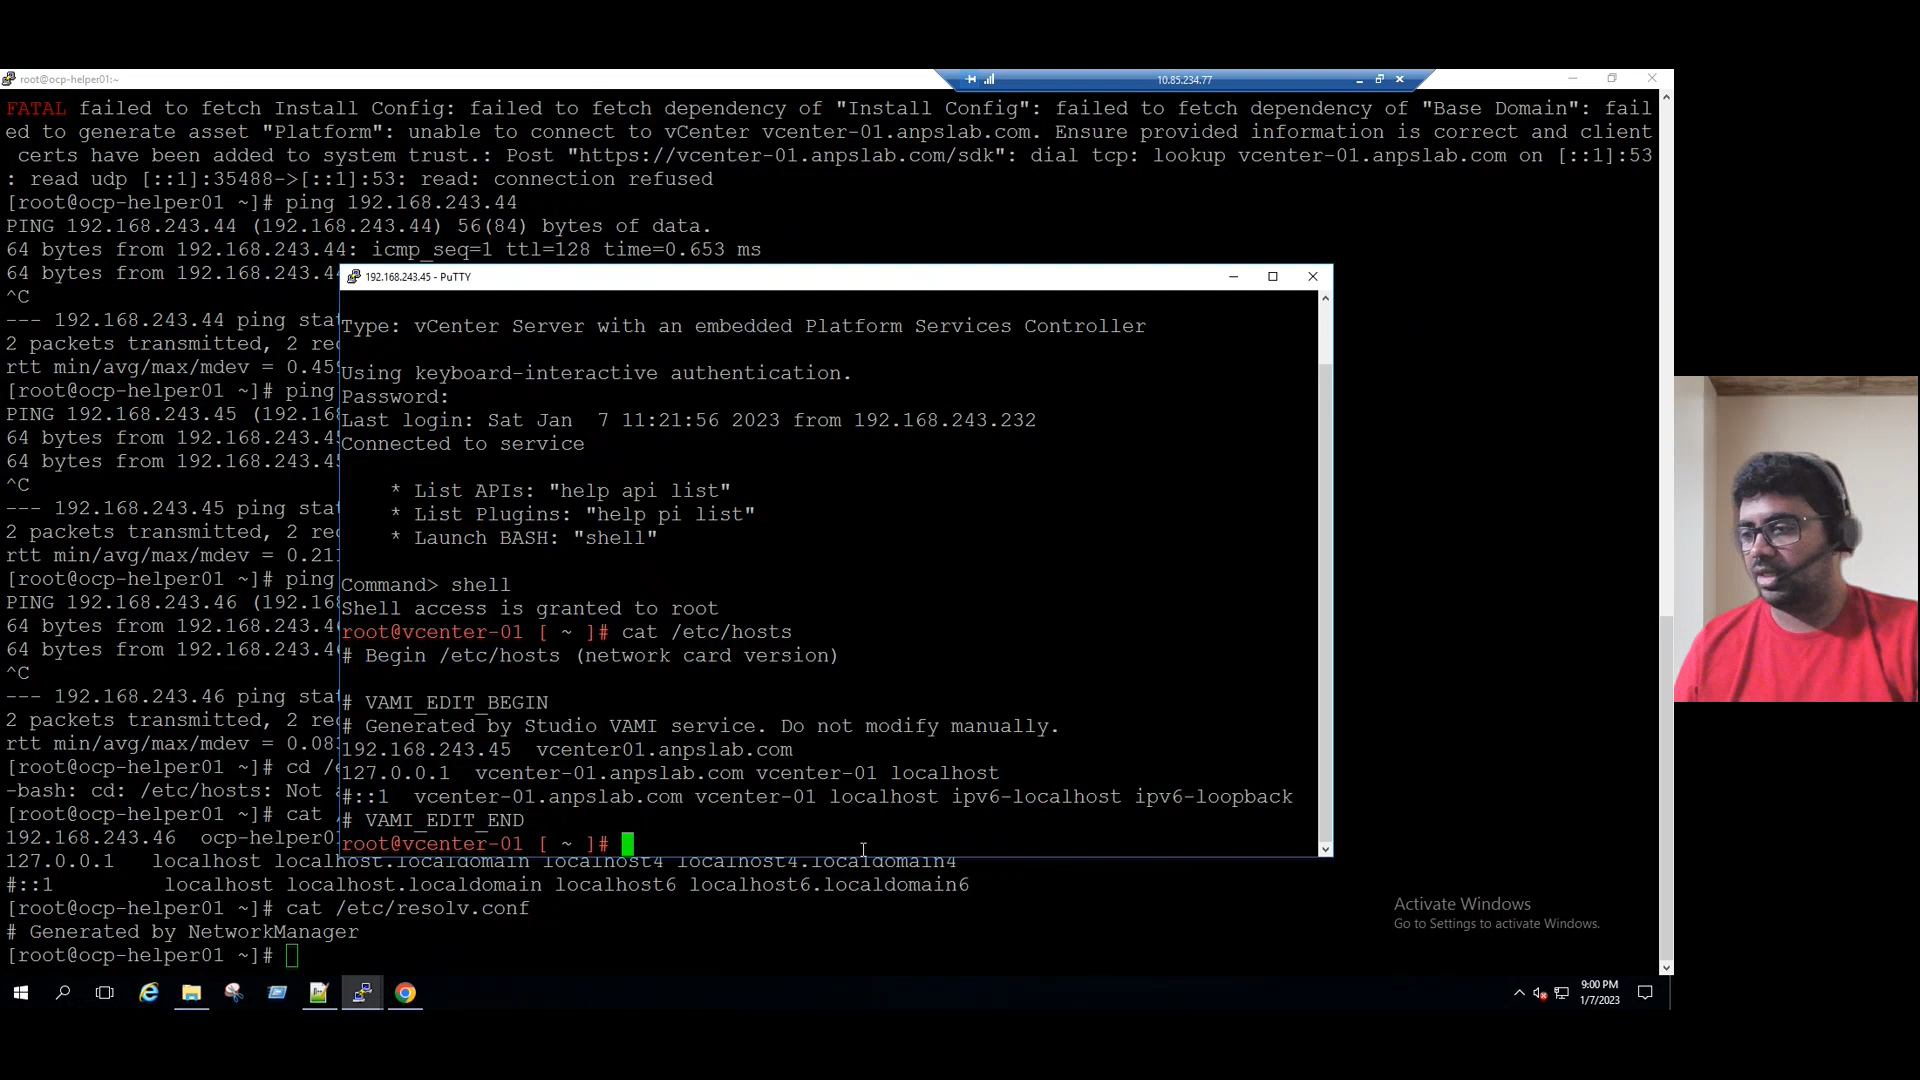 root@ocp-helper01:~
10.85.234.77
FATAL failed to fetch Install Config: failed to fetch dependency of "Install Config": failed to fetch dependency of "Base Domain": fail
ed to generate asset "Platform": unable to connect to vCenter vcenter-01.anpslab.com. Ensure provided information is correct and client
certs have been added to system trust.: Post "https://vcenter-01.anpslab.com/sdk": dial tcp: lookup vcenter-01.anpslab.com on [::1]:53
: read udp [::1]:35488->[::1]:53: read: connection refused
[root@ocp-helper01 ~]# ping 192.168.243.44
PING 192.168.243.44 (192.168.243.44) 56(84) bytes of data.
64 bytes from 192.168.243.44: icmp_seq=1 ttl=128 time=0.653 ms
64 bytes from 192.168.243.4
^C
--- 192.168.243.44 ping sta
2 packets transmitted, 2 re
rtt min/avg/max/mdev = 0.45
[root@ocp-helper01 ~]# ping
PING 192.168.243.45 (192.168
64 bytes from 192.168.243.4
64 bytes from 192.168.243.4
^C
--- 192.168.243.45 ping sta
2 packets transmitted, 2 re
rtt min/avg/max/mdev = 0.21
[root@ocp-helper01 ~]# ping
PING 192.168.243.46 (192.168
64 bytes from 192.168.243.4
64 bytes from 192.168.243.4
^C
--- 192.168.243.46 ping sta
2 packets transmitted, 2 re
rtt min/avg/max/mdev = 0.08
[root@ocp-helper01 ~]# cd /e
-bash: cd: /etc/hosts: Not a
[root@ocp-helper01 ~]# cat
192.168.243.46  ocp-helper0
127.0.0.1   localhost localhost.localdomain localhost4 localhost4.localdomain4
#::1         localhost localhost.localdomain localhost6 localhost6.localdomain6
[root@ocp-helper01 ~]# cat /etc/resolv.conf
# Generated by NetworkManager
[root@ocp-helper01 ~]#
192.168.243.45 - PuTTY
Type: vCenter Server with an embedded Platform Services Controller
Using keyboard-interactive authentication.
Password:
Last login: Sat Jan  7 11:21:56 2023 from 192.168.243.232
Connected to service
* List APIs: "help api list"
* List Plugins: "help pi list"
* Launch BASH: "shell"
Command> shell
Shell access is granted to root
root@vcenter-01 [ ~ ]# cat /etc/hosts
# Begin /etc/hosts (network card version)
# VAMI_EDIT_BEGIN
# Generated by Studio VAMI service. Do not modify manually.
192.168.243.45  vcenter01.anpslab.com
127.0.0.1  vcenter-01.anpslab.com vcenter-01 localhost
#::1  vcenter-01.anpslab.com vcenter-01 localhost ipv6-localhost ipv6-loopback
# VAMI_EDIT_END
root@vcenter-01 [ ~ ]#
Activate Windows
Go to Settings to activate Windows.
9:00 PM
1/7/2023